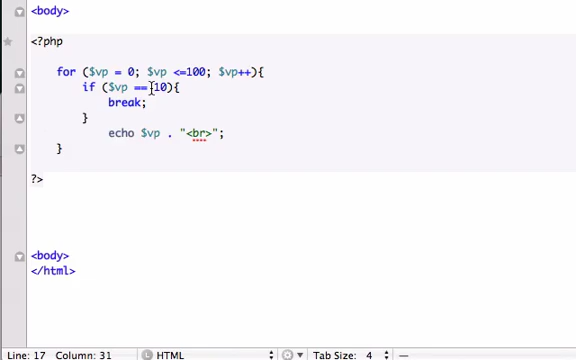 <body>
<?php
for ($vp = 0; $vp <=100; $vp++){
if ($vp == 10){
break;
}
echo $vp . "<br>";
}
?>
<body>
</html>
Line: 17 Column: 31 L HTML Tab Size: 4 —